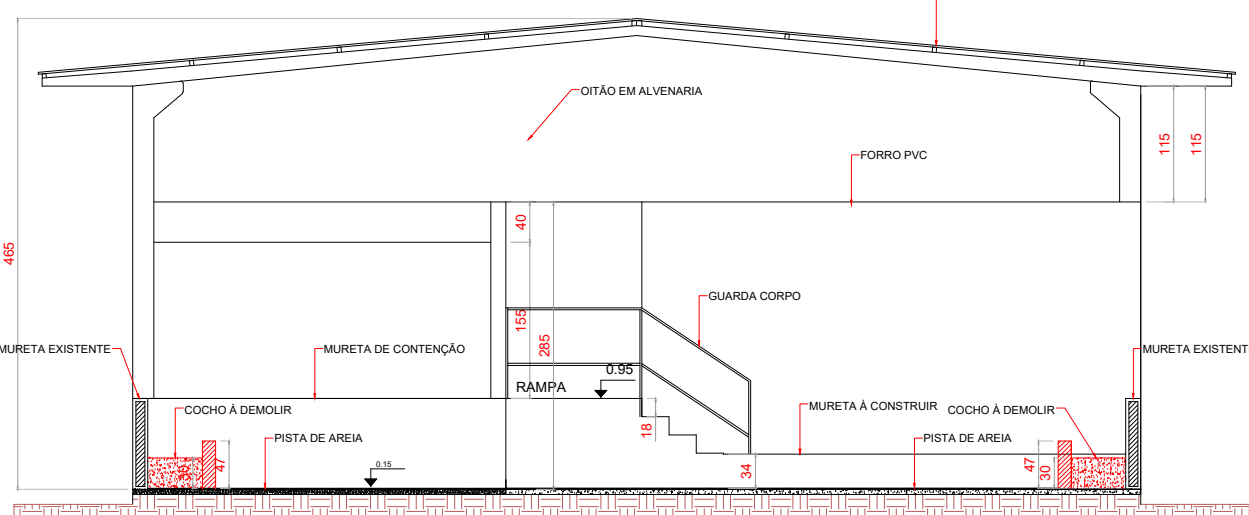 OITÃO EM ALVENARIA
115
115
FORRO PVC
40
465
GUARDA CORPO
155
285
MURETA EXISTENTE
MURETA DE CONTENÇÃO
MURETA EXISTENT
0.95
RAMPA
COCHO À DEMOLIR
MURETA À CONSTRUIR
COCHO À DEMOLIR
18
PISTA DE AREIA
PISTA DE AREIA
0.15
30
47
34
47
30